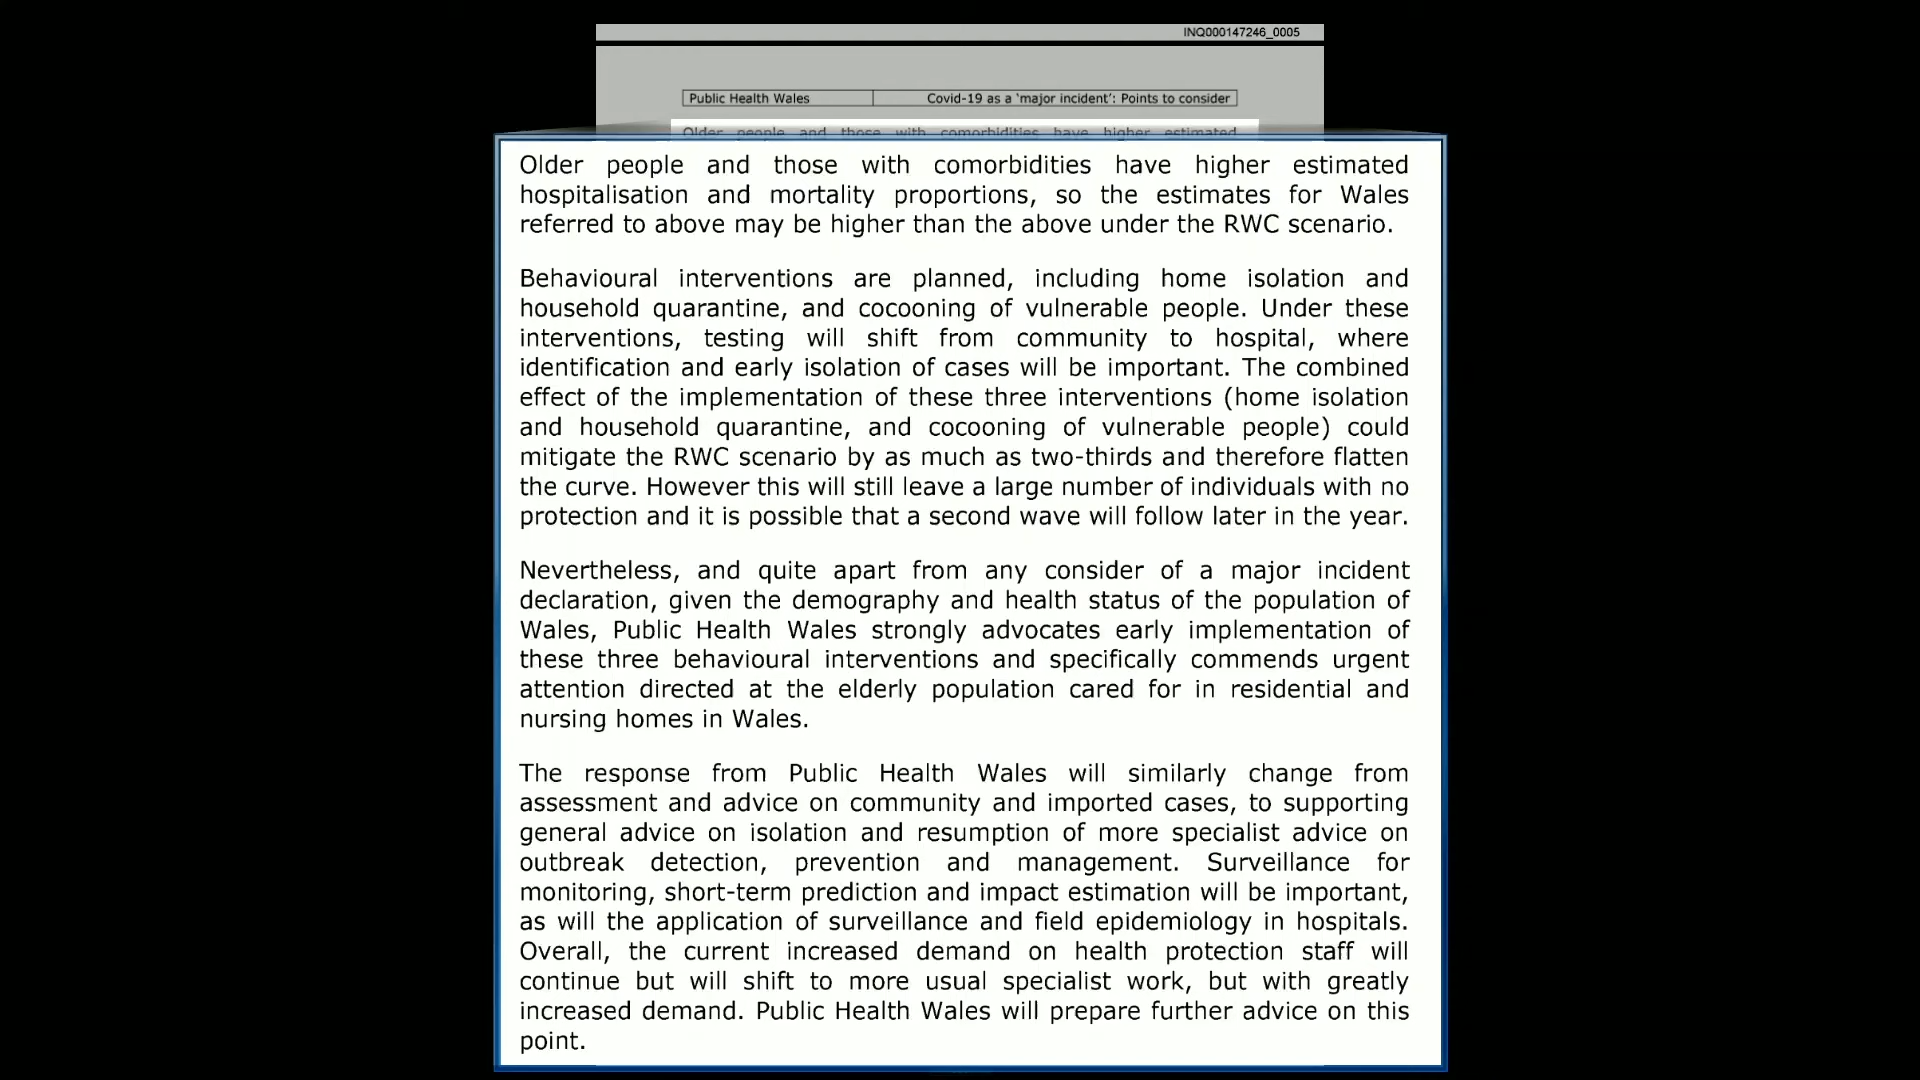 INQ000147246_0005
Public Health Wales Covid-19 as a ‘major incident’: Points to consider
Older people and those with comorbidities have higher estimated
Older people and those with comorbidities have higher estimated
hospitalisation and mortality proportions, so the estimates for Wales
referred to above may be higher than the above under the RWC scenario.
Behavioural interventions are planned, including home isolation and
household quarantine, and cocooning of vulnerable people. Under these
interventions, testing will shift from community to hospital, where
identification and early isolation of cases will be important. The combined
effect of the implementation of these three interventions (home isolation
and household quarantine, and cocooning of vulnerable people) could
mitigate the RWC scenario by as much as two-thirds and therefore flatten
the curve. However this will still leave a large number of individuals with no
protection and it is possible that a second wave will follow later in the year.
Nevertheless, and quite apart from any consider of a major incident
declaration, given the demography and health status of the population of
Wales, Public Health Wales strongly advocates early implementation of
these three behavioural interventions and specifically commends urgent
attention directed at the elderly population cared for in residential and
nursing homes in Wales.
The response from Public Health Wales will similarly change from
assessment and advice on community and imported cases, to supporting
general advice on isolation and resumption of more specialist advice on
outbreak detection, prevention and management. Surveillance for
monitoring, short-term prediction and impact estimation will be important,
as will the application of surveillance and field epidemiology in hospitals.
Overall, the current increased demand on health protection staff will
continue but will shift to more usual specialist work, but with greatly
increased demand. Public Health Wales will prepare further advice on this
point.